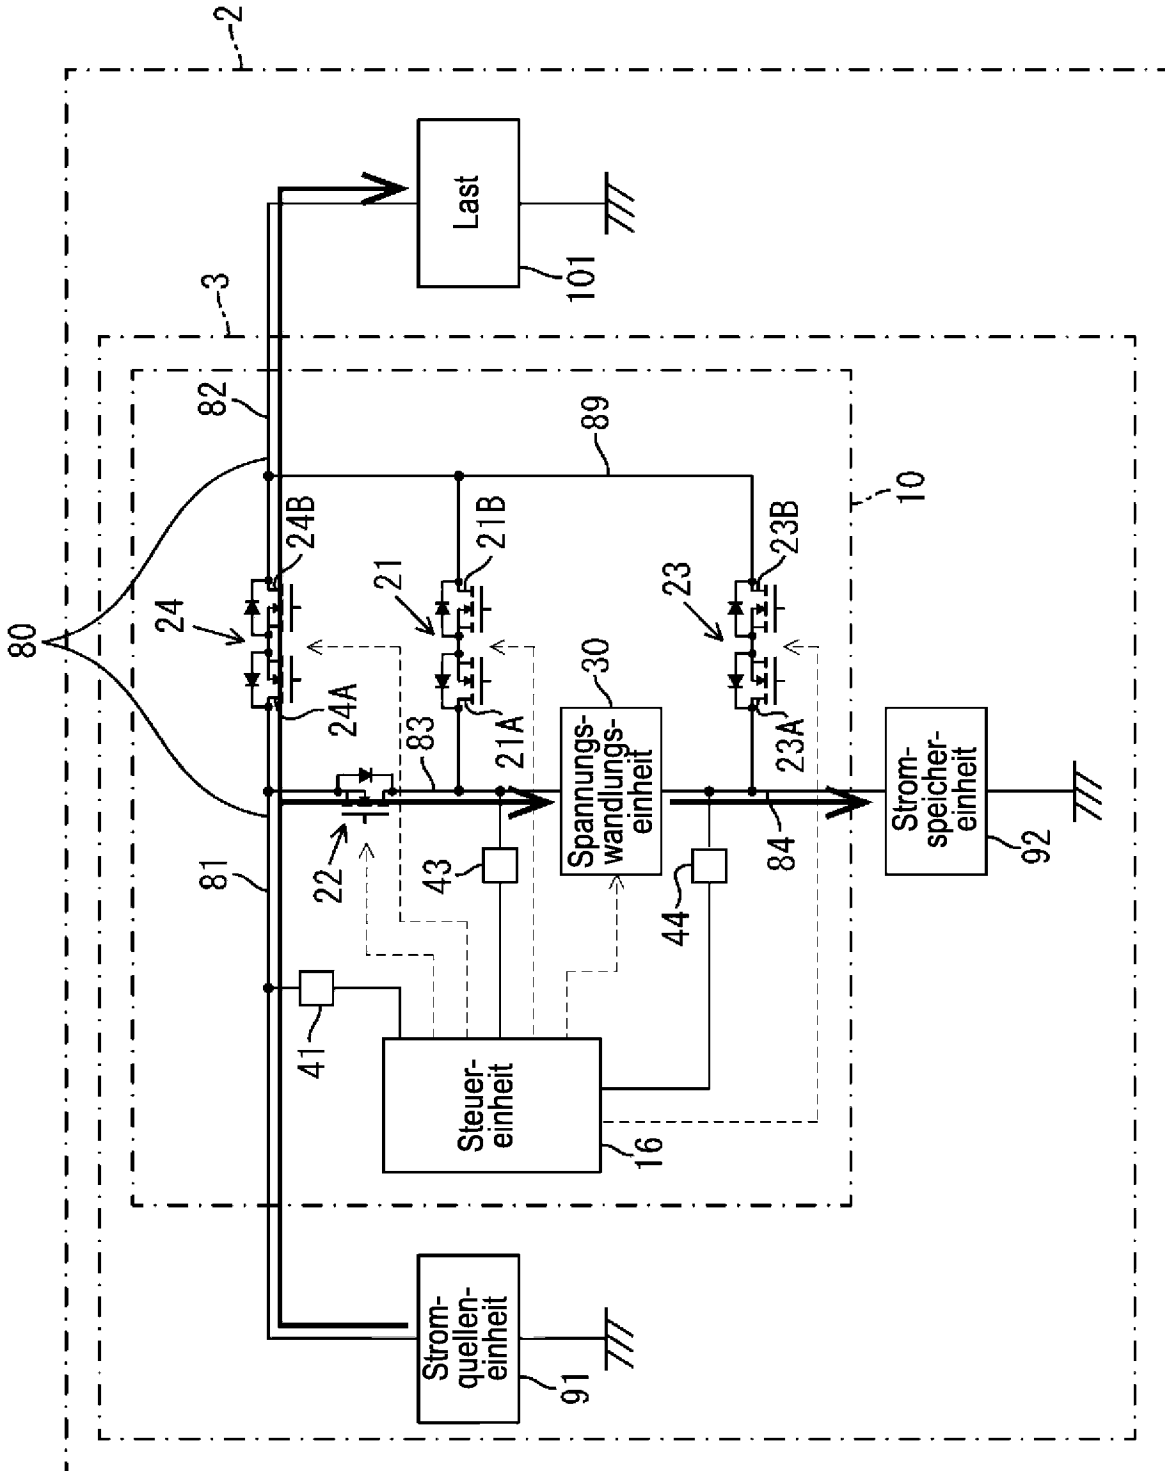 2
3
80
81
82
24
24A
24B
22
83
21
21A
21B
89
41
43
Strom-
quellen-
einheit
91
Steuer-
einheit
16
Spannungs-
wandlungs-
einheit
30
Last
101
44
84
23
23A
23B
10
Strom-
speicher-
einheit
92